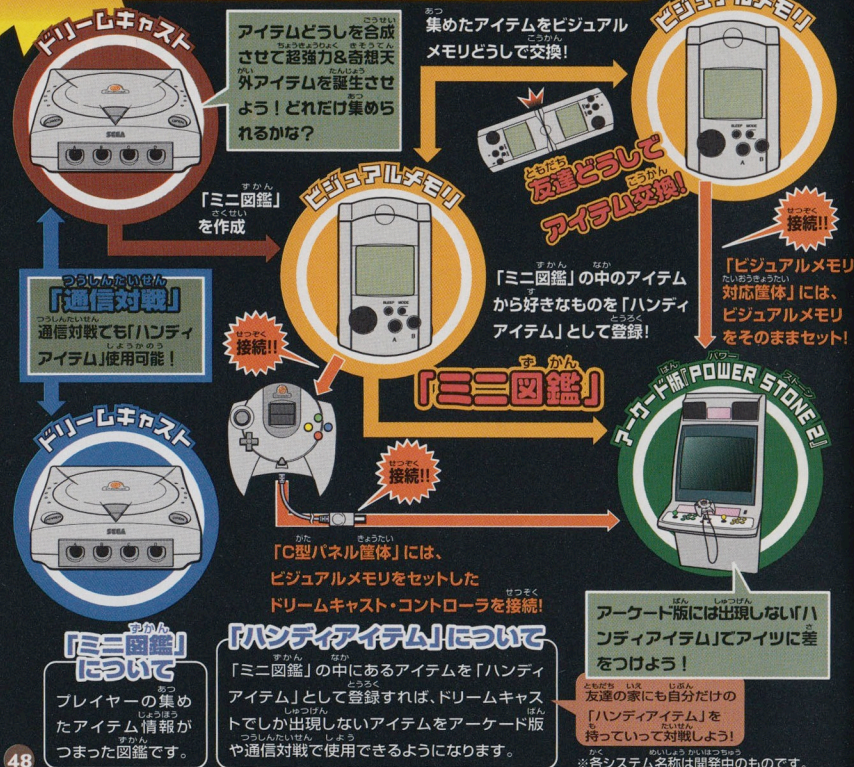 ドリームキャスト
アイテムどうしを合成
させて超強力&奇想天
外アイテムを誕生させ
よう！どれだけ集めら
れるかな？
集めたアイテムをビジュアル
メモリどうしで交換!
ビジュアルメモリ
SEGA
「ミニ図鑑」
を作成
ビジュアルメモリ
SLEEP MODE
A B
友達どうしで
アイテム交換!
SLEEP MODE
A B
接続!!
「ビジュアルメモリ
対応筐体」には、
ビジュアルメモリ
をそのままセット!
「通信対戦」
通信対戦でも「ハンディ
アイテム」使用可能！
「ミニ図鑑」の中のアイテム
から好きなものを「ハンディ
アイテム」として登録!
接続!!
「ミニ図鑑」
アーケード版『POWER STONE 2』
ドリームキャスト
SEGA
接続!!
「C型パネル筐体」には、
ビジュアルメモリをセットした
ドリームキャスト・コントローラを接続!
アーケード版には出現しない「ハ
ンディアイテム」でアイツに差
をつけよう！
「ミニ図鑑」
について
プレイヤーの集め
たアイテム情報が
つまった図鑑です。
「ハンディアイテム」について
「ミニ図鑑」の中にあるアイテムを「ハンディ
アイテム」として登録すれば、ドリームキャス
トでしか出現しないアイテムをアーケード版
や通信対戦で使用できるようになります。
友達の家にも自分だけの
「ハンディアイテム」を
持っていって対戦しよう!
※各システム名称は開発中のものです。
48